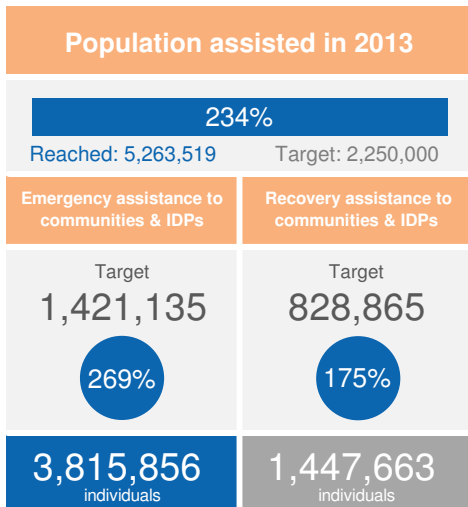 Population assisted in 2013
234%
Reached: 5,263,519 Target: 2,250,000
Emergency assistance to
communities & IDPs
Recovery assistance to
communities & IDPs
Target
1,421,135
269%
Target
828,865
175%
3,815,856
individuals
1,447,663
individuals